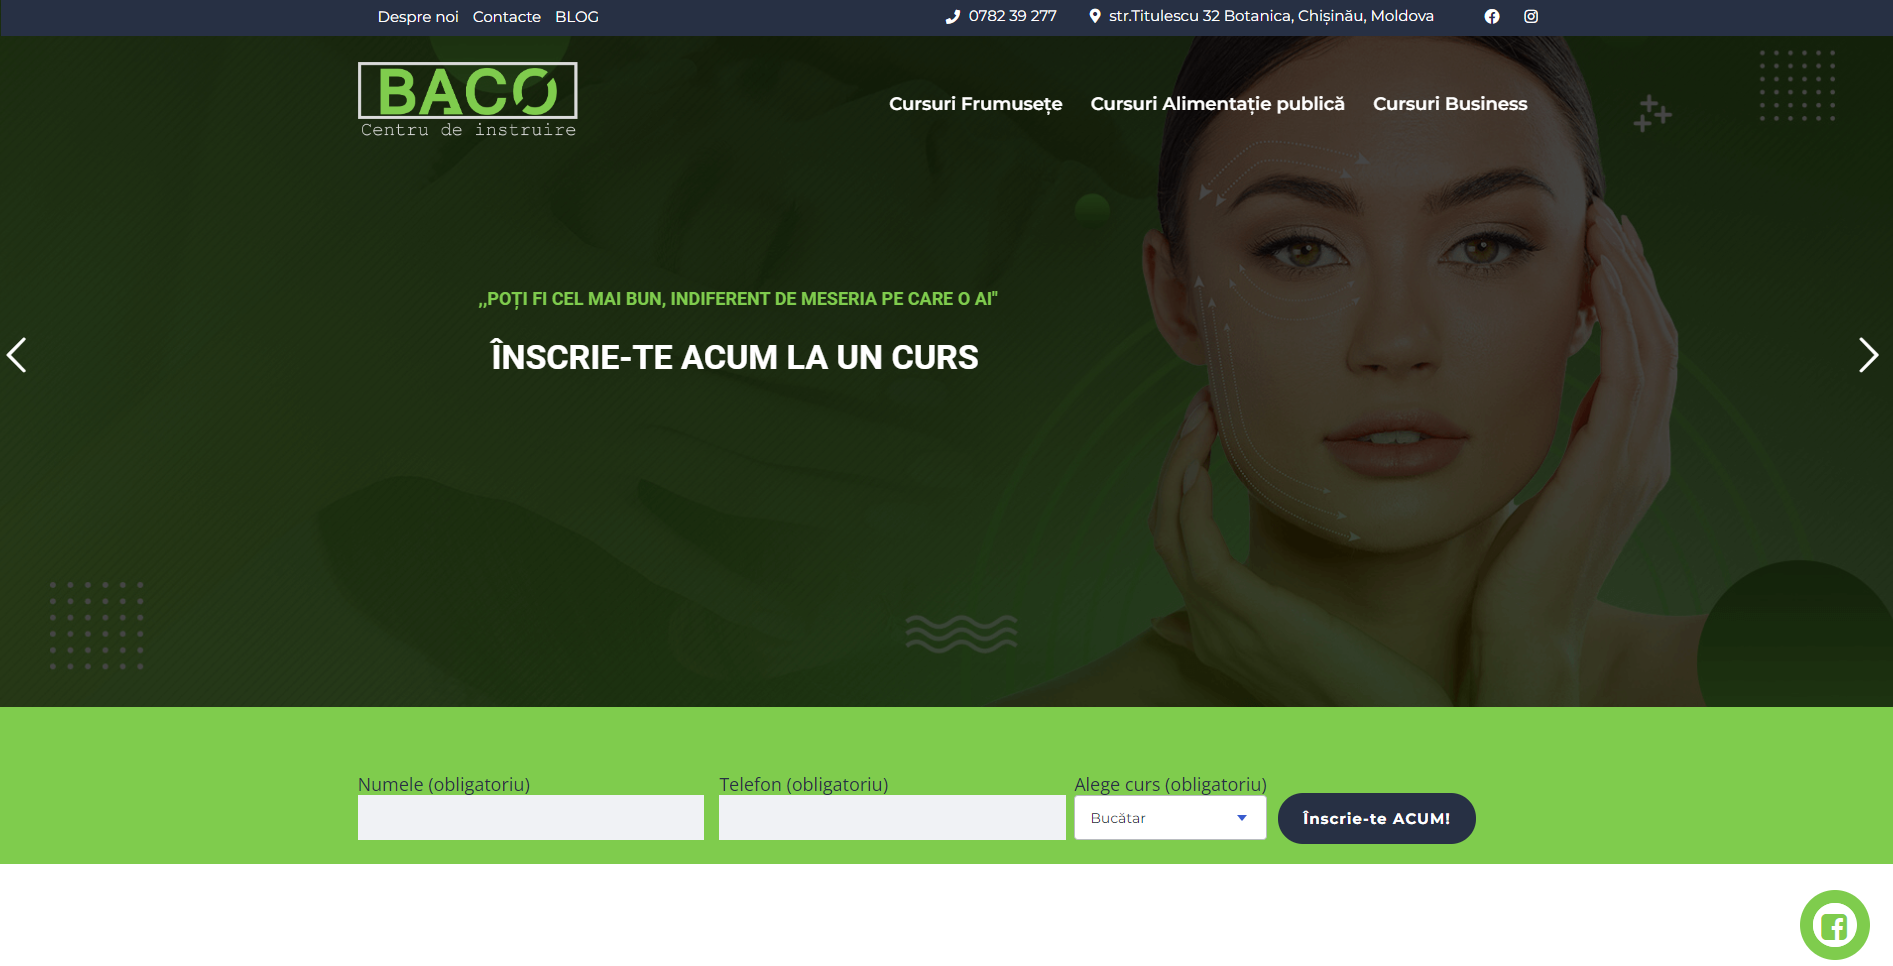 Despre noi Contacte BLOG 0782 39 277 str.Titulescu 32 Botanica, Chișinău, Moldova
BACO
Centru de instruire
Cursuri Frumusețe Cursuri Alimentație publică Cursuri Business
,,POȚI FI CEL MAI BUN, INDIFERENT DE MESERIA PE CARE O AI"
ÎNSCRIE-TE ACUM LA UN CURS
Numele (obligatoriu) Telefon (obligatoriu) Alege curs (obligatoriu)
Bucătar
Înscrie-te ACUM!